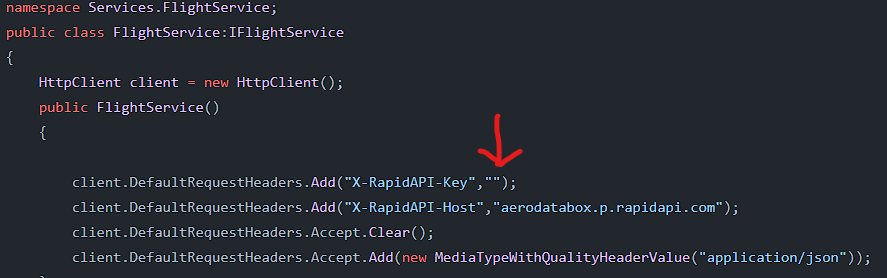 namespace Services.FlightService;
public class FlightService:IFlightService
{
HttpClient client = new HttpClient();
public FlightService()
{
client.DefaultRequestHeaders.Add("X-RapidAPI-Key","");
client.DefaultRequestHeaders.Add("X-RapidAPI-Host","aerodatabox.p.rapidapi.com");
client.DefaultRequestHeaders.Accept.Clear();
client.DefaultRequestHeaders.Accept.Add(new MediaTypeWithQualityHeaderValue("application/json"));